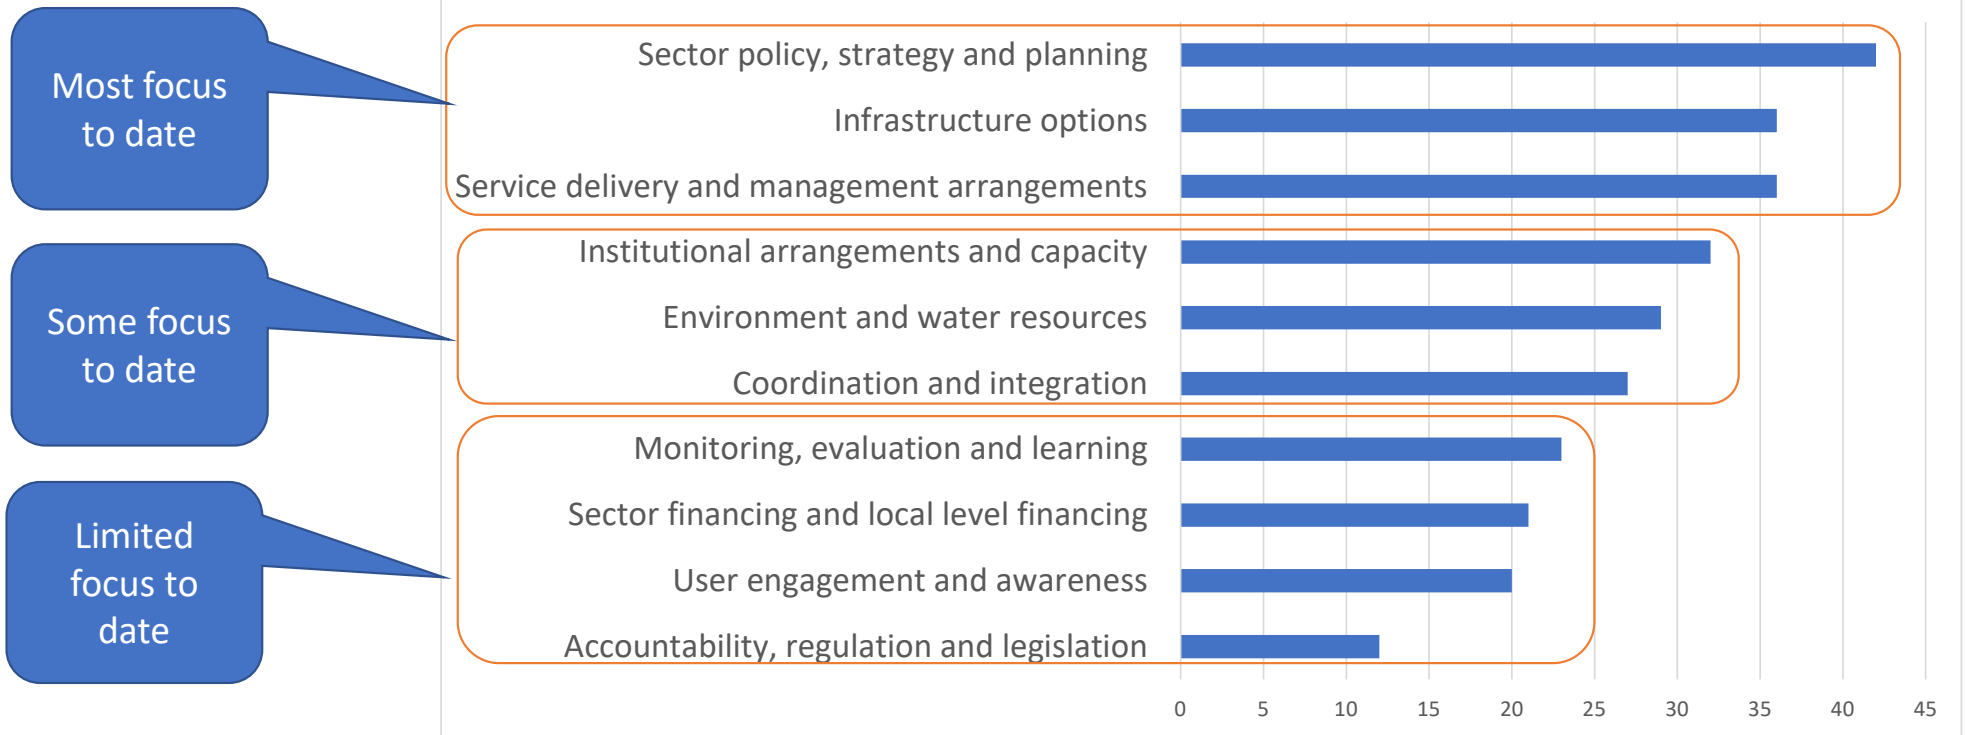 Most focus
to date
Sector policy, strategy and planning
Infrastructure options
Service delivery and management arrangements
Some focus
to date
Institutional arrangements and capacity
Environment and water resources
Coordination and integration
Limited
focus to
date
Monitoring, evaluation and learning
Sector financing and local level financing
User engagement and awareness
Accountability, regulation and legislation
0 5 10 15 20 25 30 35 40 45